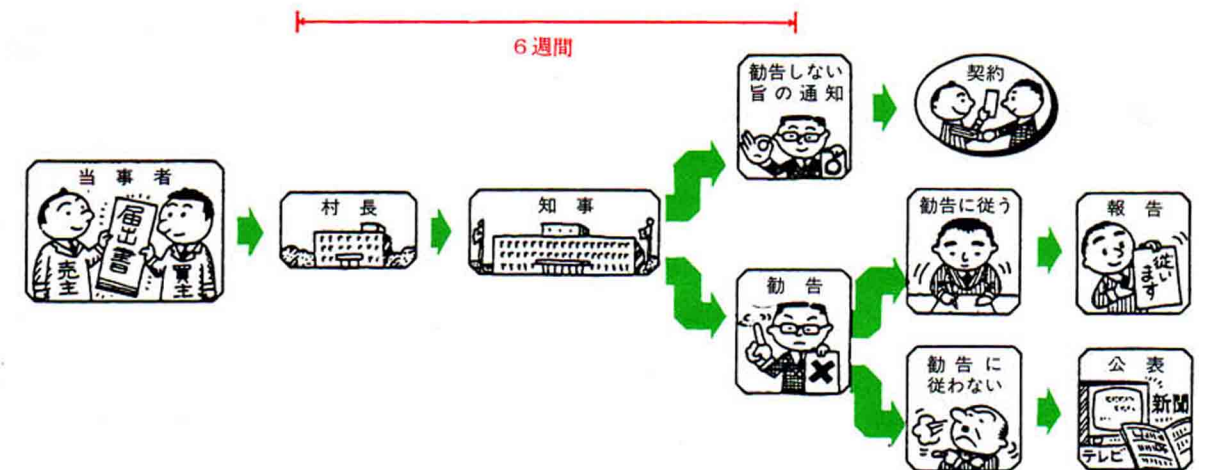 6週間
当事者
届出書
売主
買主
村長
知事
勧告しない
旨の通知
契約
勧告
勧告に従う
報告
従い
ます
勧告に
従わない
公表
新聞
テレビ